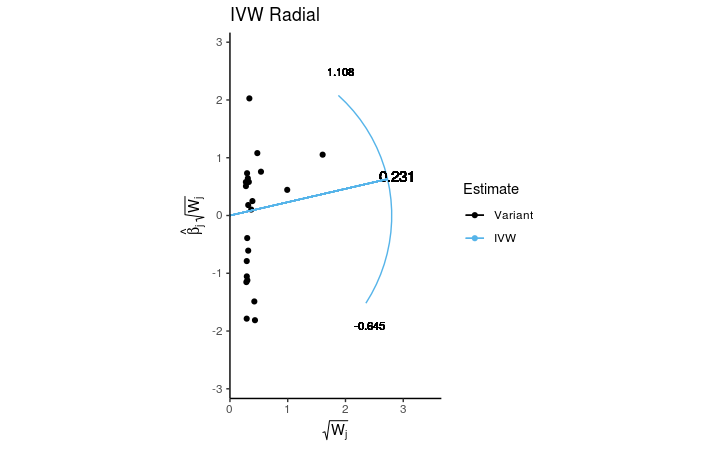 IVW Radial
3
2
1
0
-1
-2
-3
0 1 2 3
β̂j√Wj
√Wj
1.108
0.231
-0.645
Estimate
Variant
IVW